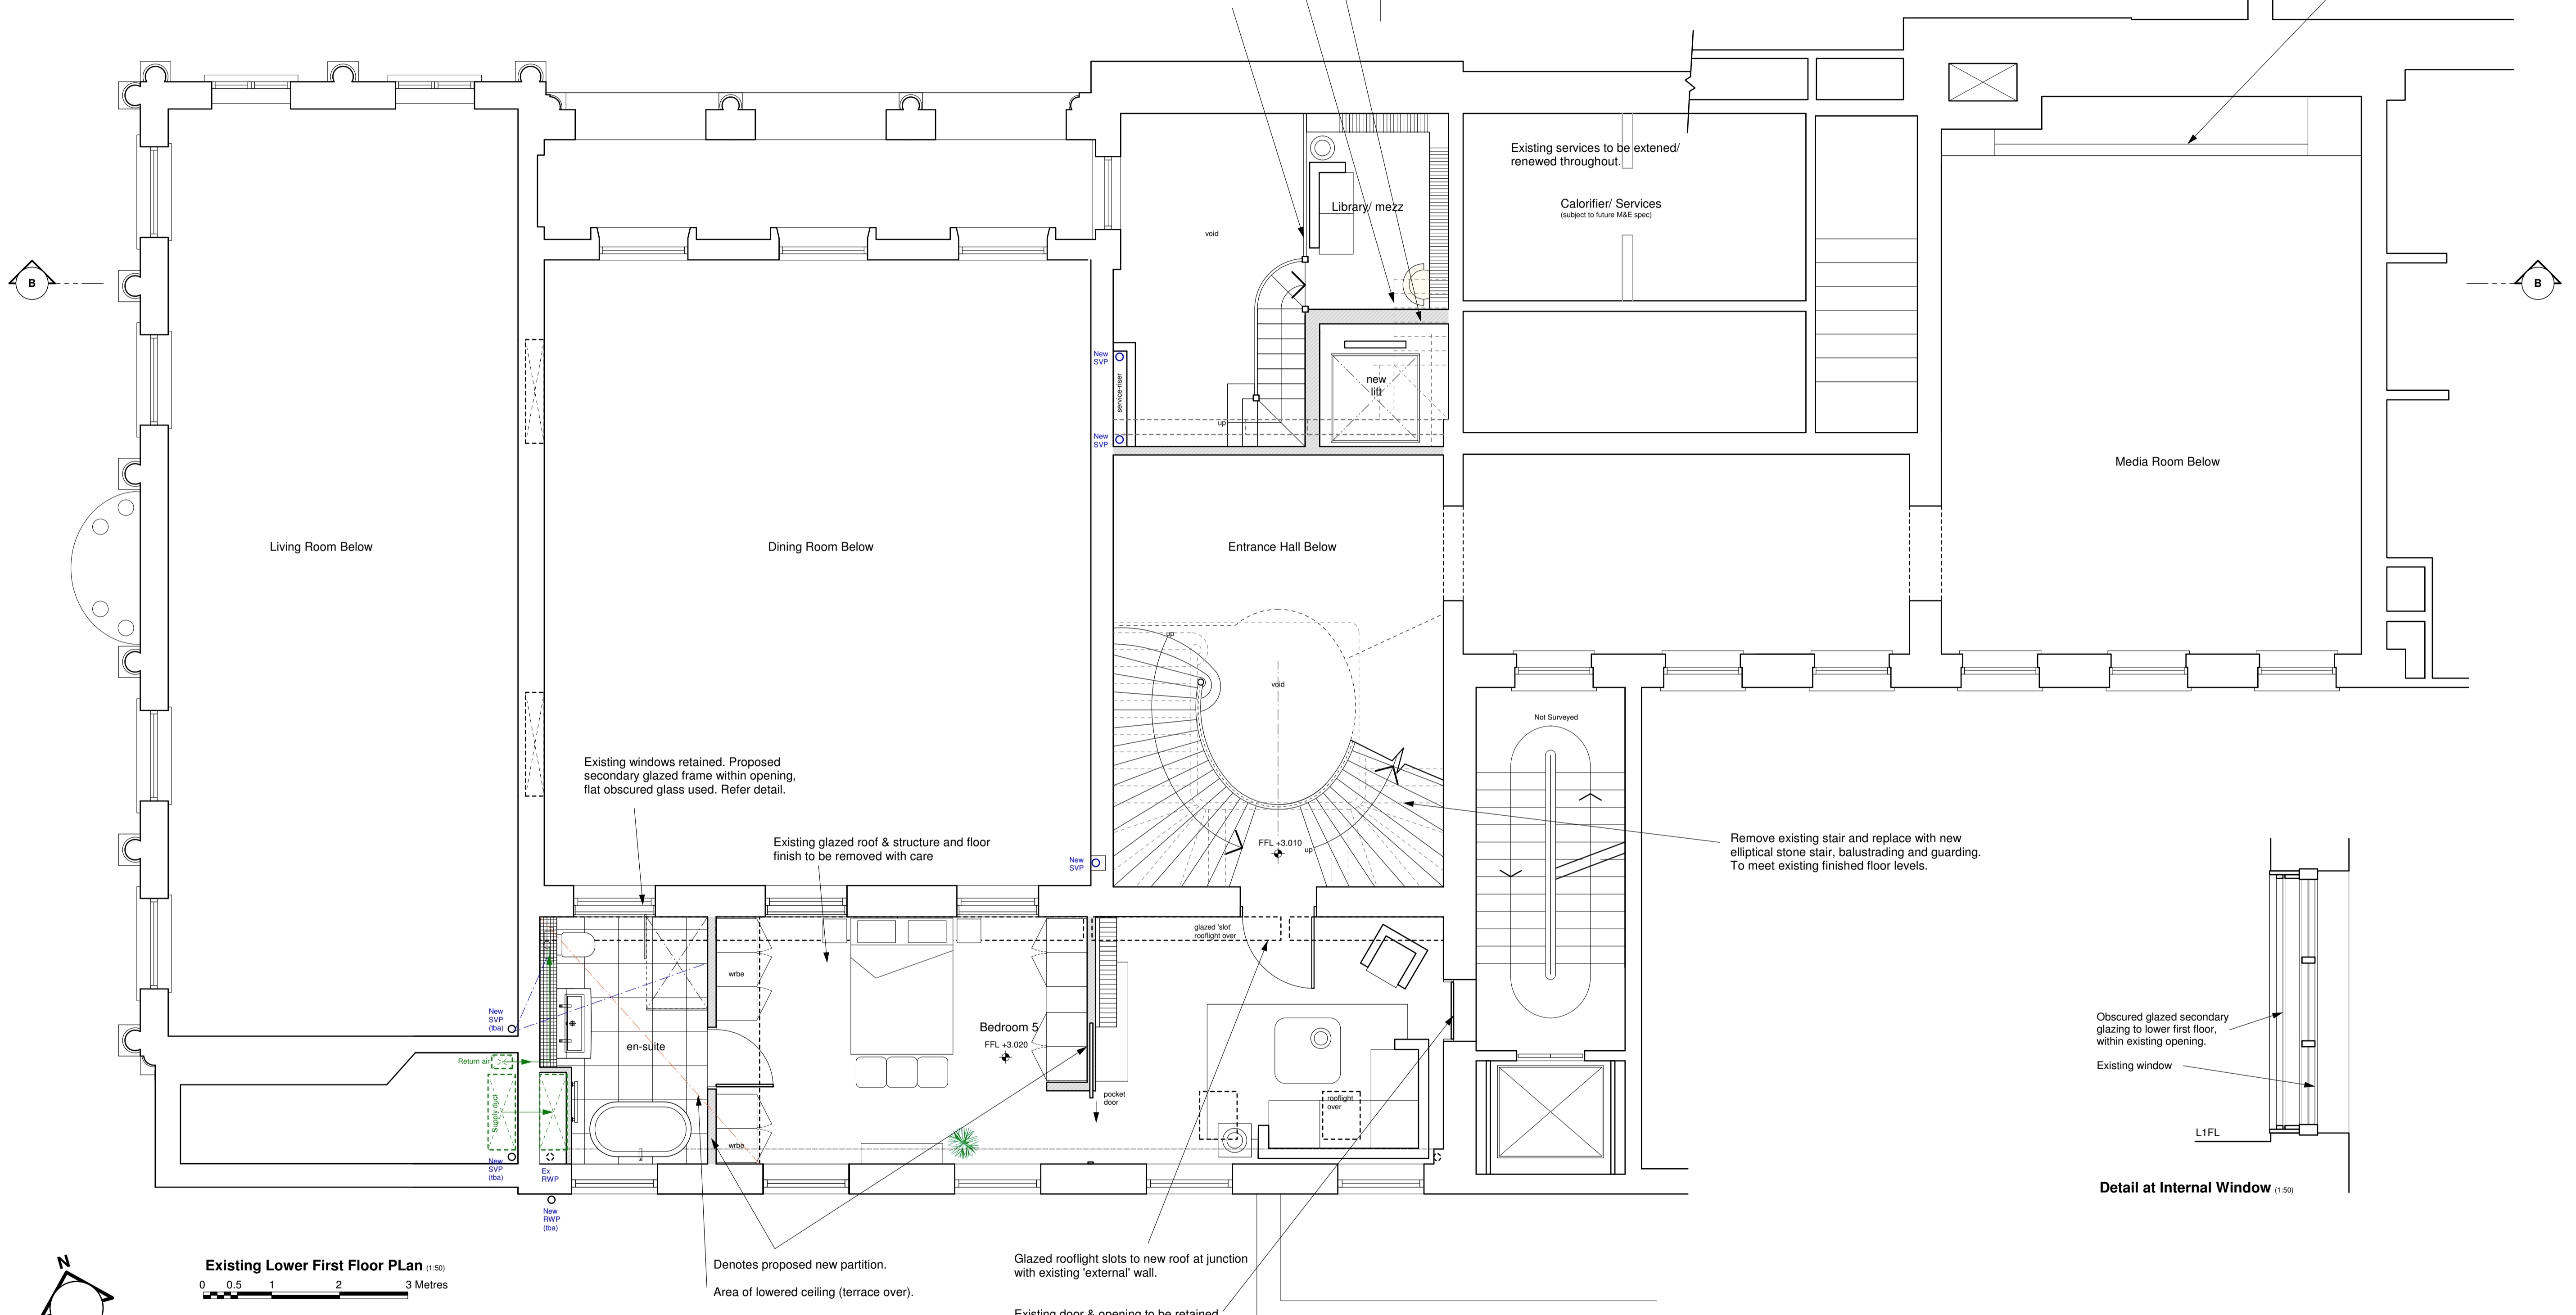 Existing services to be extened/
renewed throughout.
Calorifier/ Services
(subject to future M&E spec)
Library/ mezz
void
B
B
New
SVP
service-riser
new
lift
up
New
SVP
Media Room Below
Living Room Below
Dining Room Below
Entrance Hall Below
up
void
Not Surveyed
Existing windows retained. Proposed
secondary glazed frame within opening,
flat obscured glass used. Refer detail.
Existing glazed roof & structure and floor
finish to be removed with care
New
SVP
FFL +3.010
up
Remove existing stair and replace with new
elliptical stone stair, balustrading and guarding.
To meet existing finished floor levels.
glazed 'slot'
rooflight over
wrbe
New
SVP
(tba)
en-suite
Bedroom 5
FFL +3.020
Return air
Supply duct
pocket
door
rooflight
over
wrbe
New
SVP
(tba)
Ex
RWP
New
RWP
(tba)
Obscured glazed secondary
glazing to lower first floor,
within existing opening.
Existing window
L1FL
Detail at Internal Window (1:50)
N
Existing Lower First Floor PLan (1:50)
0 0.5 1 2 3 Metres
Denotes proposed new partition.
Area of lowered ceiling (terrace over).
Glazed rooflight slots to new roof at junction
with existing 'external' wall.
Existing door & opening to be retained